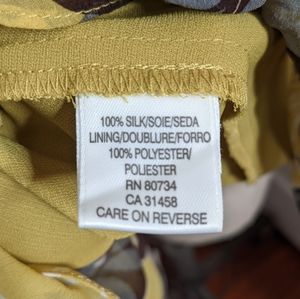 100% SILK/SOIE/SEDA
LINING/DOUBLURE/FORRO
100% POLYESTER/
POLIESTER
RN 80734
CA 31458
CARE ON REVERSE